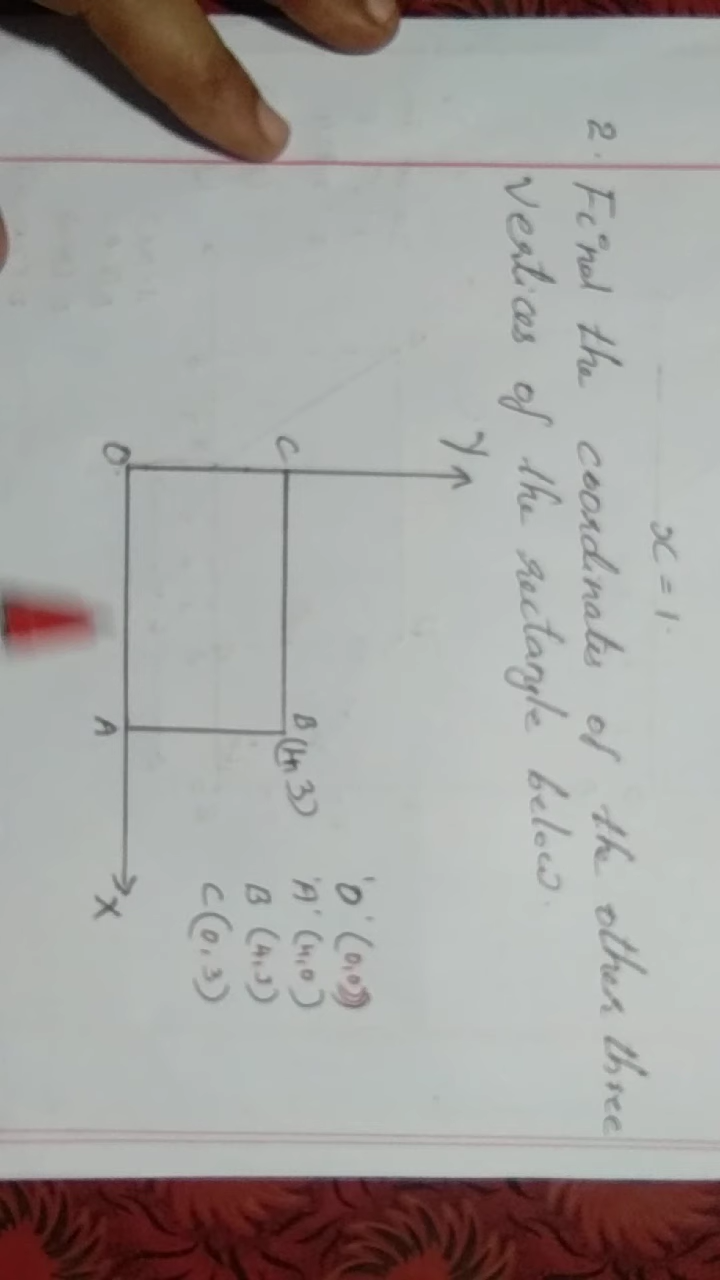 x = 1.
2. Find the coordinates of the other three
vertices of the rectangle below.
Y
C
B (4,3)
O
A
X
'O' (0,0)
'A' (4,0)
B (4,3)
C (0,3)